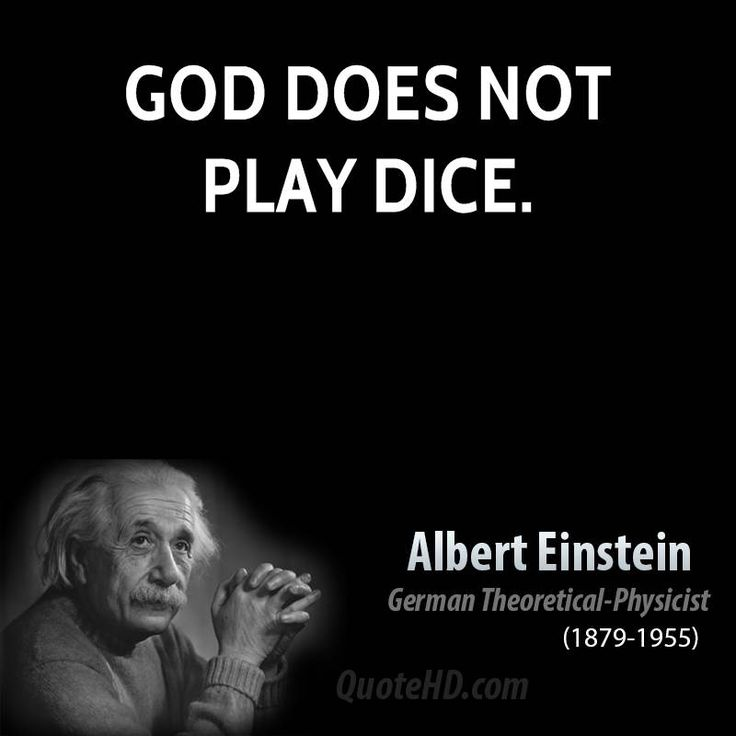 GOD DOES NOT
PLAY DICE.
Albert Einstein
German Theoretical-Physicist
(1879-1955)
QuoteHD.com